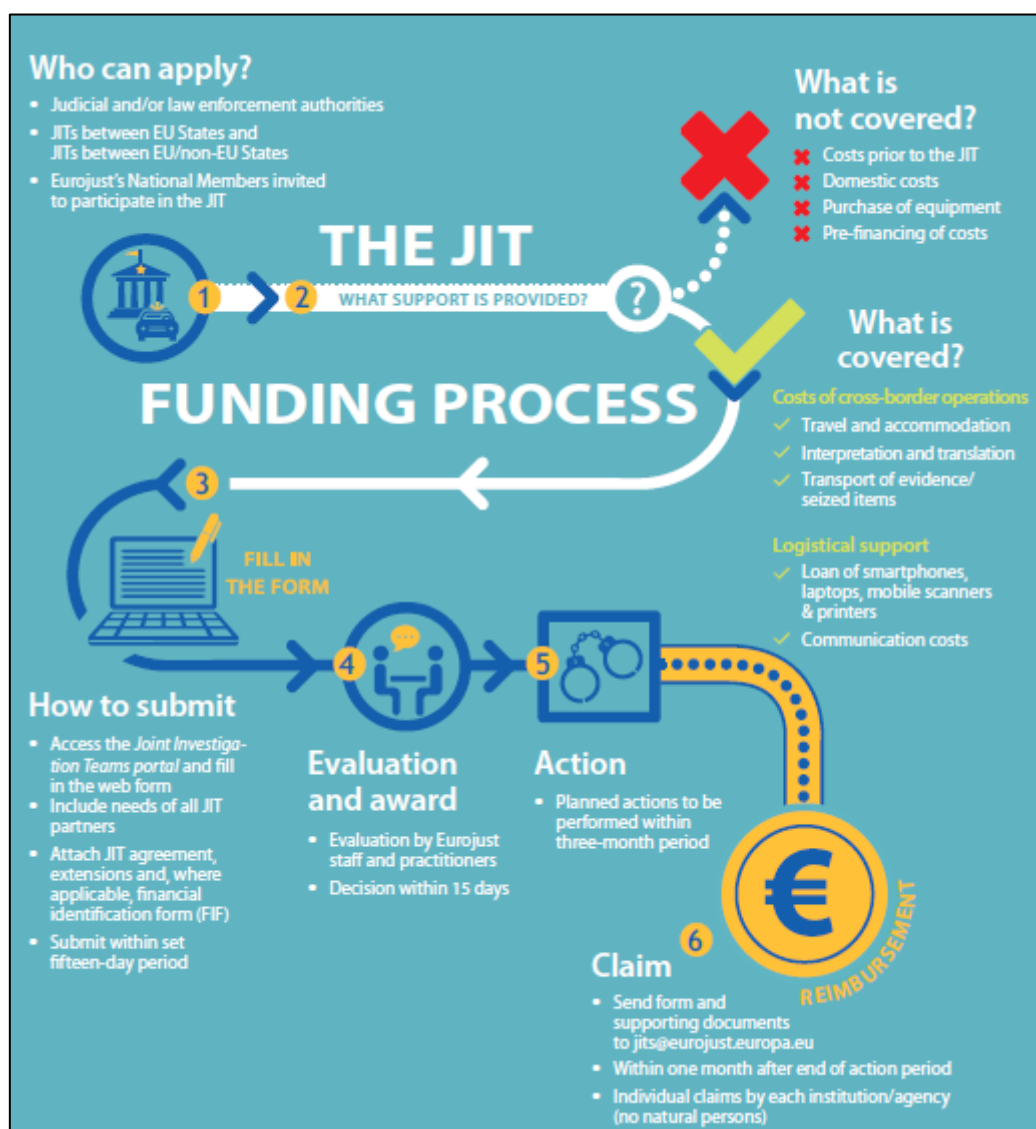 Who can apply?
• Judicial and/or law enforcement authorities
• JITs between EU States and
JITs between EU/non-EU States
• Eurojust's National Members invited
to participate in the JIT
What is
not covered?
Costs prior to the JIT
Domestic costs
Purchase of equipment
Pre-financing of costs
THE JIT
1
2
WHAT SUPPORT IS PROVIDED?
?
FUNDING PROCESS
What is
covered?
Costs of cross-border operations
Travel and accommodation
Interpretation and translation
Transport of evidence/
seized items
Logistical support
Loan of smartphones,
laptops, mobile scanners
& printers
Communication costs
3
FILL IN
THE FORM
How to submit
• Access the Joint Investiga-
tion Teams portal and fill
in the web form
• Include needs of all JIT
partners
• Attach JIT agreement,
extensions and, where
applicable, financial
identification form (FIF)
• Submit within set
fifteen-day period
4
Evaluation
and award
• Evaluation by Eurojust
staff and practitioners
• Decision within 15 days
5
Action
• Planned actions to be
performed within
three-month period
€
REIMBURSEMENT
6
Claim
• Send form and
supporting documents
to jits@eurojust.europa.eu
• Within one month after end of action period
• Individual claims by each institution/agency
(no natural persons)